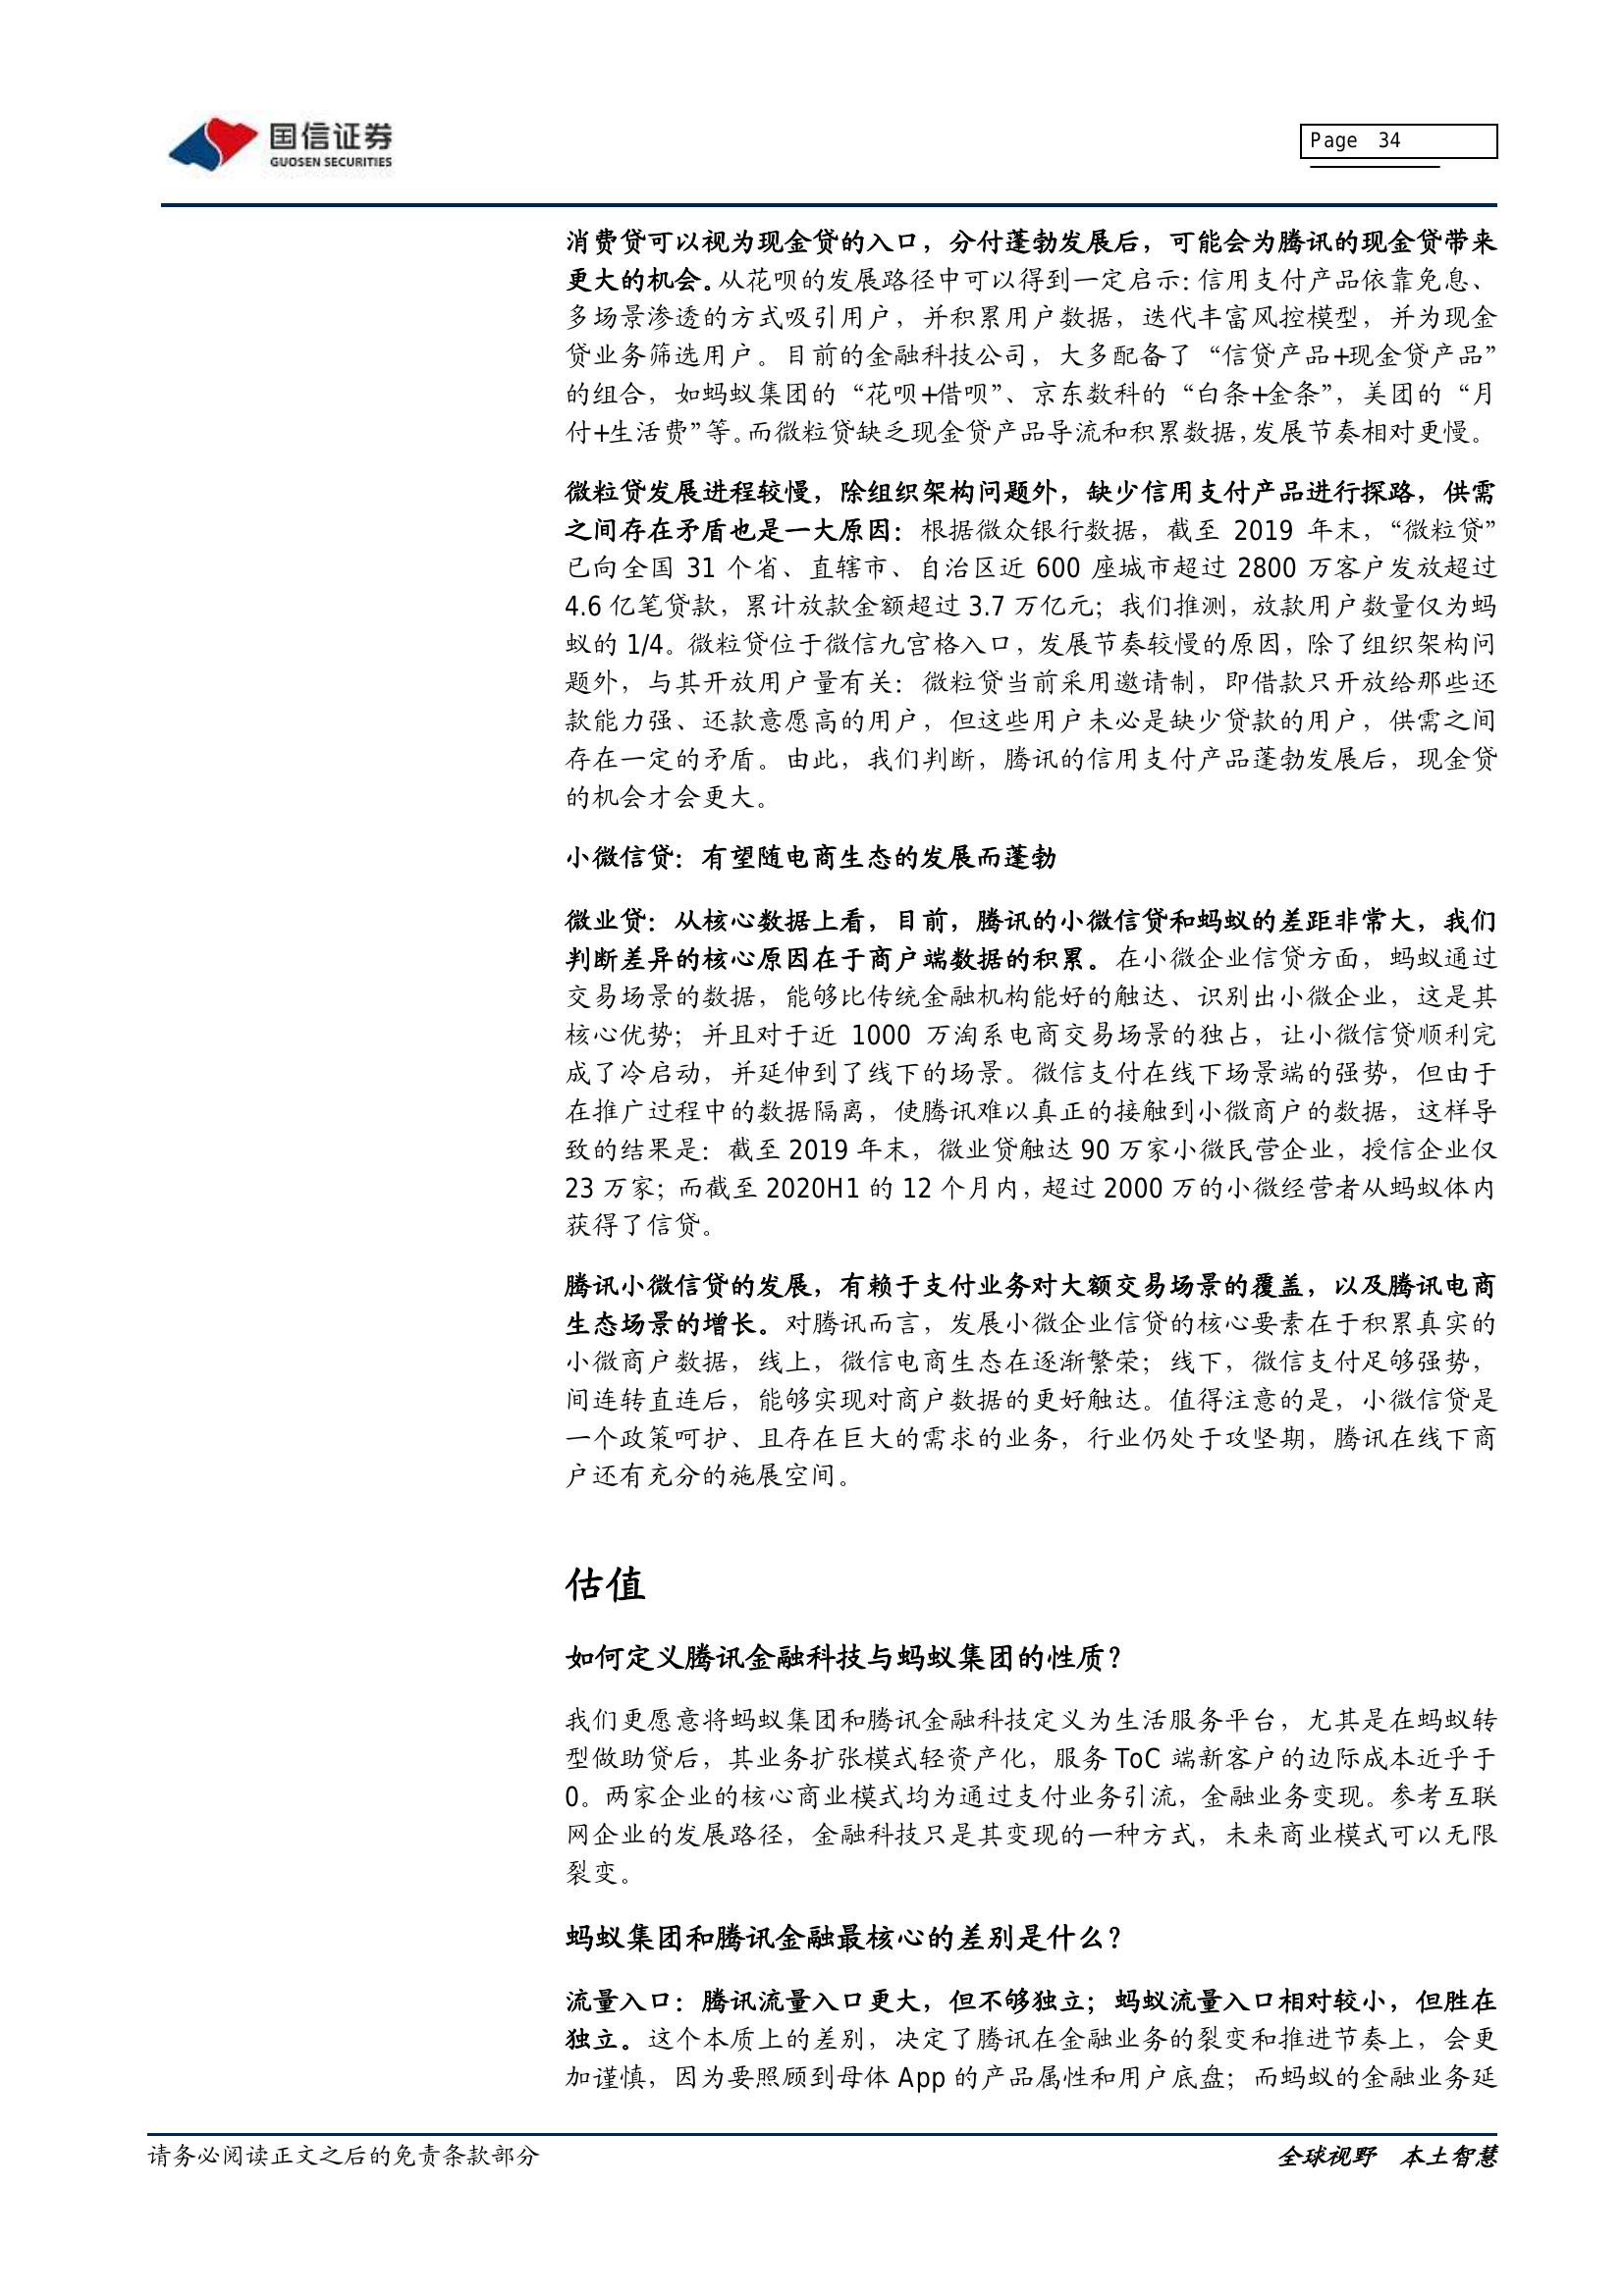 国信证券
GUOSEN SECURITIES
Page 34
消费贷可以视为现金贷的入口，分付蓬勃发展后，可能会为腾讯的现金贷带来
更大的机会。从花呗的发展路径中可以得到一定启示：信用支付产品依靠免息、
多场景渗透的方式吸引用户，并积累用户数据，迭代丰富风控模型，并为现金
贷业务筛选用户。目前的金融科技公司，大多配备了“信贷产品+现金贷产品”
的组合，如蚂蚁集团的“花呗+借呗”、京东数科的“白条+金条”，美团的“月
付+生活费”等。而微粒贷缺乏现金贷产品导流和积累数据，发展节奏相对更慢。
微粒贷发展进程较慢，除组织架构问题外，缺少信用支付产品进行探路，供需
之间存在矛盾也是一大原因：根据微众银行数据，截至 2019 年末，“微粒贷”
已向全国 31 个省、直辖市、自治区近 600 座城市超过 2800 万客户发放超过
4.6 亿笔贷款，累计放款金额超过 3.7 万亿元；我们推测，放款用户数量仅为蚂
蚁的 1/4。微粒贷位于微信九宫格入口，发展节奏较慢的原因，除了组织架构问
题外，与其开放用户量有关：微粒贷当前采用邀请制，即借款只开放给那些还
款能力强、还款意愿高的用户，但这些用户未必是缺少贷款的用户，供需之间
存在一定的矛盾。由此，我们判断，腾讯的信用支付产品蓬勃发展后，现金贷
的机会才会更大。
小微信贷：有望随电商生态的发展而蓬勃
微业贷：从核心数据上看，目前，腾讯的小微信贷和蚂蚁的差距非常大，我们
判断差异的核心原因在于商户端数据的积累。在小微企业信贷方面，蚂蚁通过
交易场景的数据，能够比传统金融机构能好的触达、识别出小微企业，这是其
核心优势；并且对于近 1000 万淘系电商交易场景的独占，让小微信贷顺利完
成了冷启动，并延伸到了线下的场景。微信支付在线下场景端的强势，但由于
在推广过程中的数据隔离，使腾讯难以真正的接触到小微商户的数据，这样导
致的结果是：截至 2019 年末，微业贷触达 90 万家小微民营企业，授信企业仅
23 万家；而截至 2020H1 的 12 个月内，超过 2000 万的小微经营者从蚂蚁体内
获得了信贷。
腾讯小微信贷的发展，有赖于支付业务对大额交易场景的覆盖，以及腾讯电商
生态场景的增长。对腾讯而言，发展小微企业信贷的核心要素在于积累真实的
小微商户数据，线上，微信电商生态在逐渐繁荣；线下，微信支付足够强势，
间连转直连后，能够实现对商户数据的更好触达。值得注意的是，小微信贷是
一个政策呵护、且存在巨大的需求的业务，行业仍处于攻坚期，腾讯在线下商
户还有充分的施展空间。
估值
如何定义腾讯金融科技与蚂蚁集团的性质？
我们更愿意将蚂蚁集团和腾讯金融科技定义为生活服务平台，尤其是在蚂蚁转
型做助贷后，其业务扩张模式轻资产化，服务 ToC 端新客户的边际成本近乎于
0。两家企业的核心商业模式均为通过支付业务引流，金融业务变现。参考互联
网企业的发展路径，金融科技只是其变现的一种方式，未来商业模式可以无限
裂变。
蚂蚁集团和腾讯金融最核心的差别是什么？
流量入口：腾讯流量入口更大，但不够独立；蚂蚁流量入口相对较小，但胜在
独立。这个本质上的差别，决定了腾讯在金融业务的裂变和推进节奏上，会更
加谨慎，因为要照顾到母体 App 的产品属性和用户底盘；而蚂蚁的金融业务延
请务必阅读正文之后的免责条款部分
全球视野 本土智慧